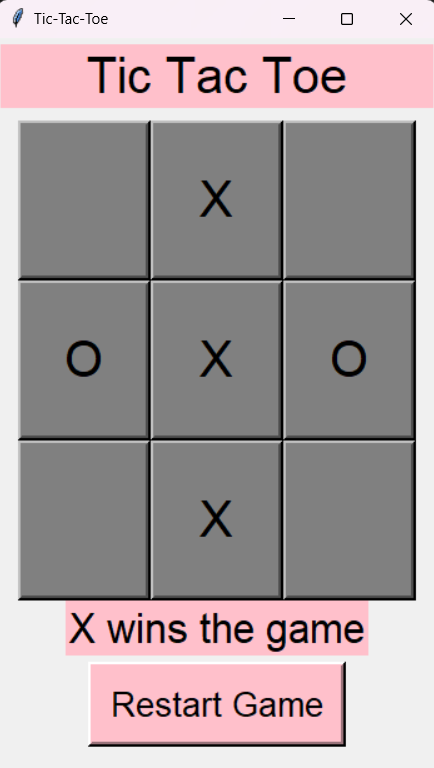 Tic-Tac-Toe
Tic Tac Toe
X
O X O
X
X wins the game
Restart Game